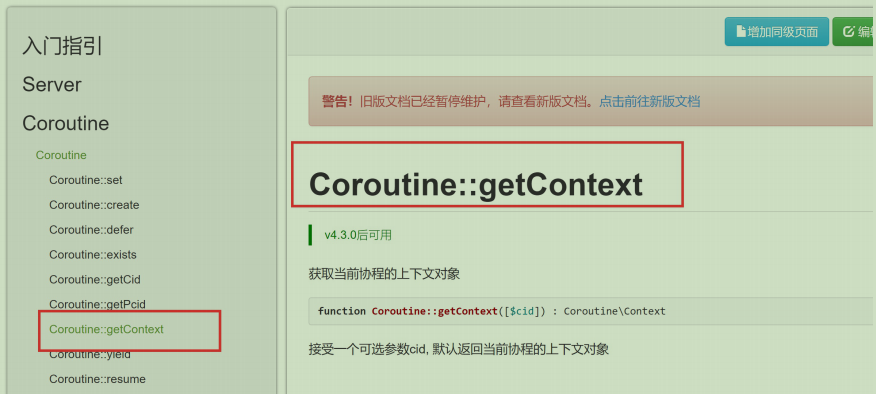 入门指引
Server
Coroutine
Coroutine
Coroutine::set
Coroutine::create
Coroutine::defer
Coroutine::exists
Coroutine::getCid
Coroutine::getPcid
Coroutine::getContext
Coroutine::yield
Coroutine::resume
增加同级页面
编辑
警告！旧版文档已经暂停维护，请查看新版文档。点击前往新版文档
Coroutine::getContext
v4.3.0后可用
获取当前协程的上下文对象
function Coroutine::getContext([$cid]) : Coroutine\Context
接受一个可选参数cid, 默认返回当前协程的上下文对象